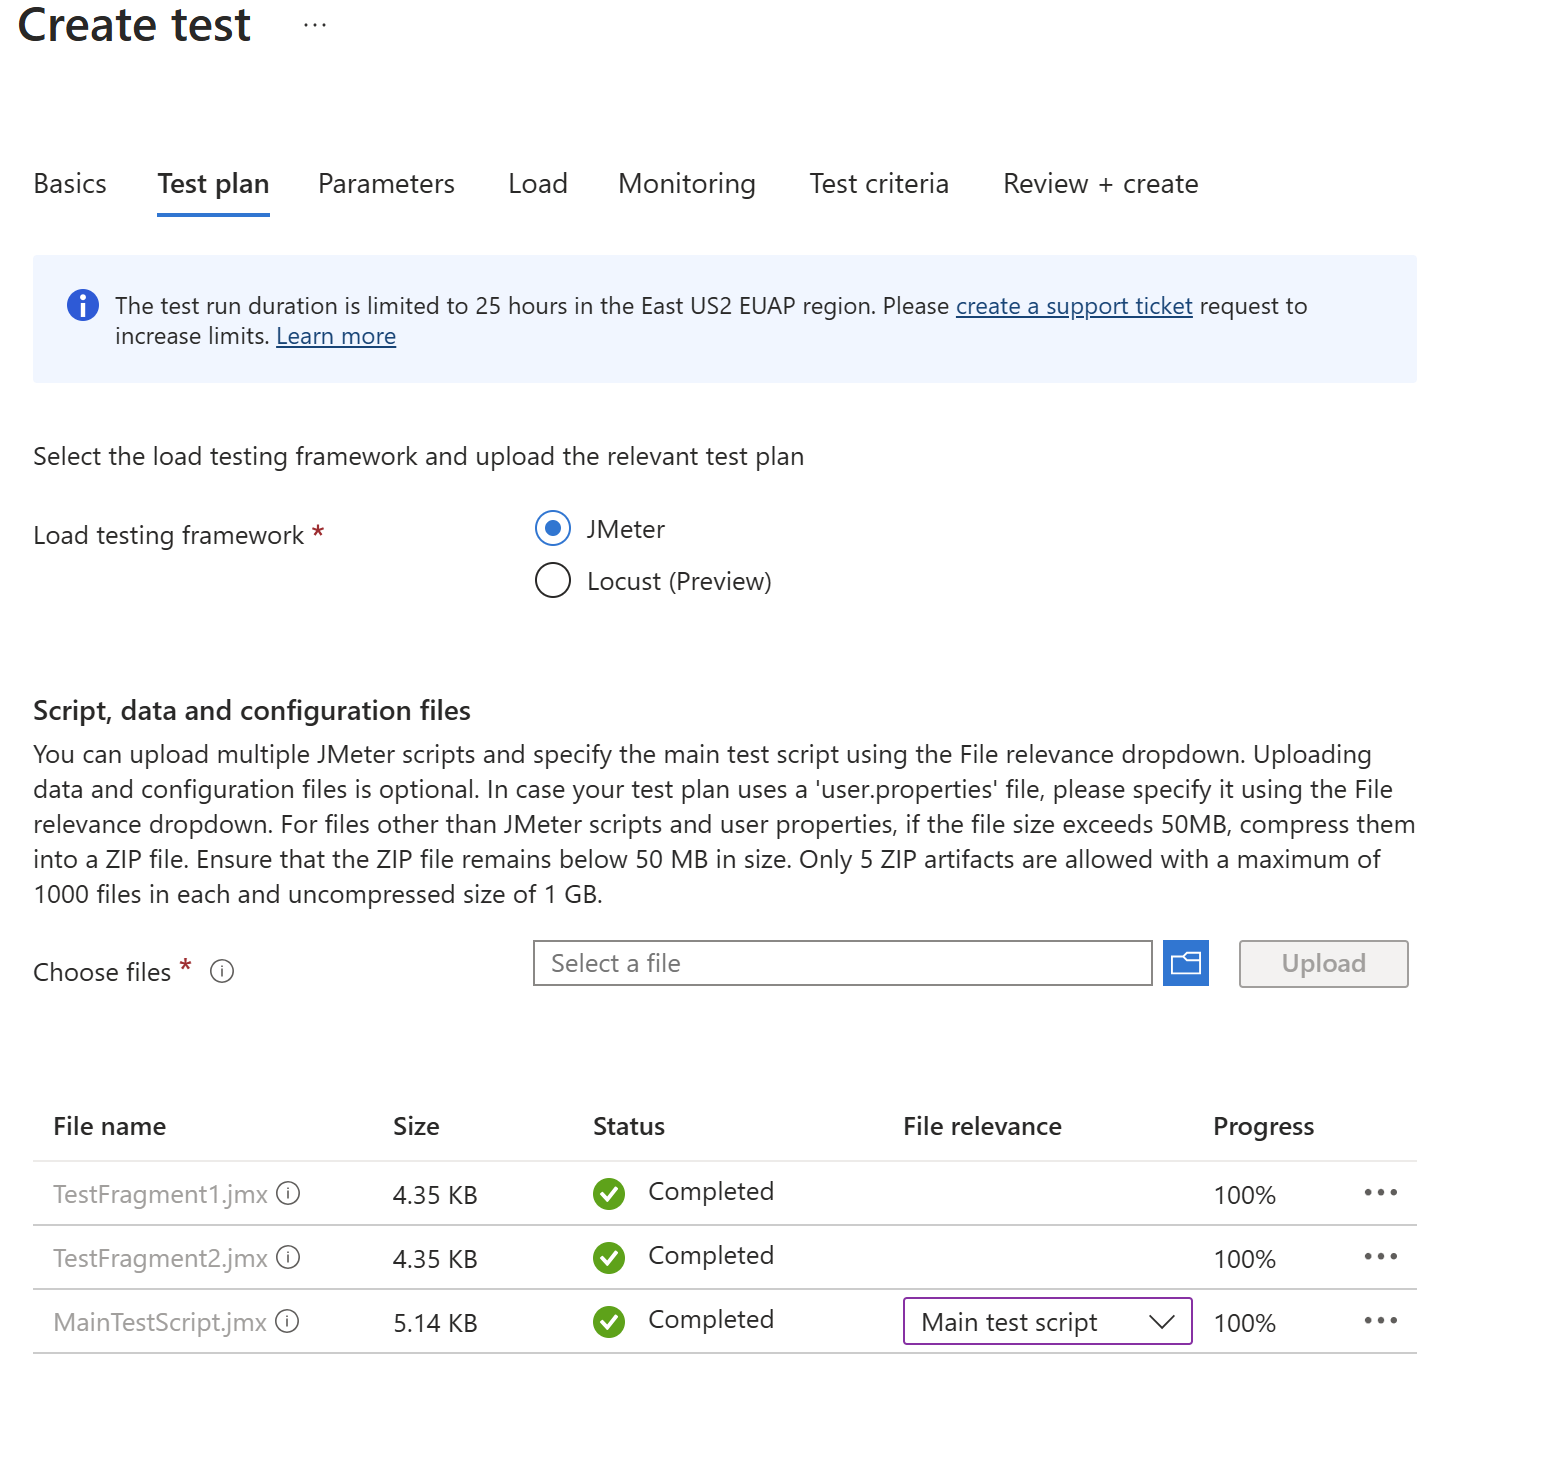 Create test ···
Basics Test plan Parameters Load Monitoring Test criteria Review + create
The test run duration is limited to 25 hours in the East US2 EUAP region. Please create a support ticket request to
increase limits. Learn more
Select the load testing framework and upload the relevant test plan
Load testing framework *
JMeter
Locust (Preview)
Script, data and configuration files
You can upload multiple JMeter scripts and specify the main test script using the File relevance dropdown. Uploading
data and configuration files is optional. In case your test plan uses a 'user.properties' file, please specify it using the File
relevance dropdown. For files other than JMeter scripts and user properties, if the file size exceeds 50MB, compress them
into a ZIP file. Ensure that the ZIP file remains below 50 MB in size. Only 5 ZIP artifacts are allowed with a maximum of
1000 files in each and uncompressed size of 1 GB.
Choose files * Select a file Upload
File name Size Status File relevance Progress
TestFragment1.jmx 4.35 KB Completed 100%
TestFragment2.jmx 4.35 KB Completed 100%
MainTestScript.jmx 5.14 KB Completed Main test script 100%